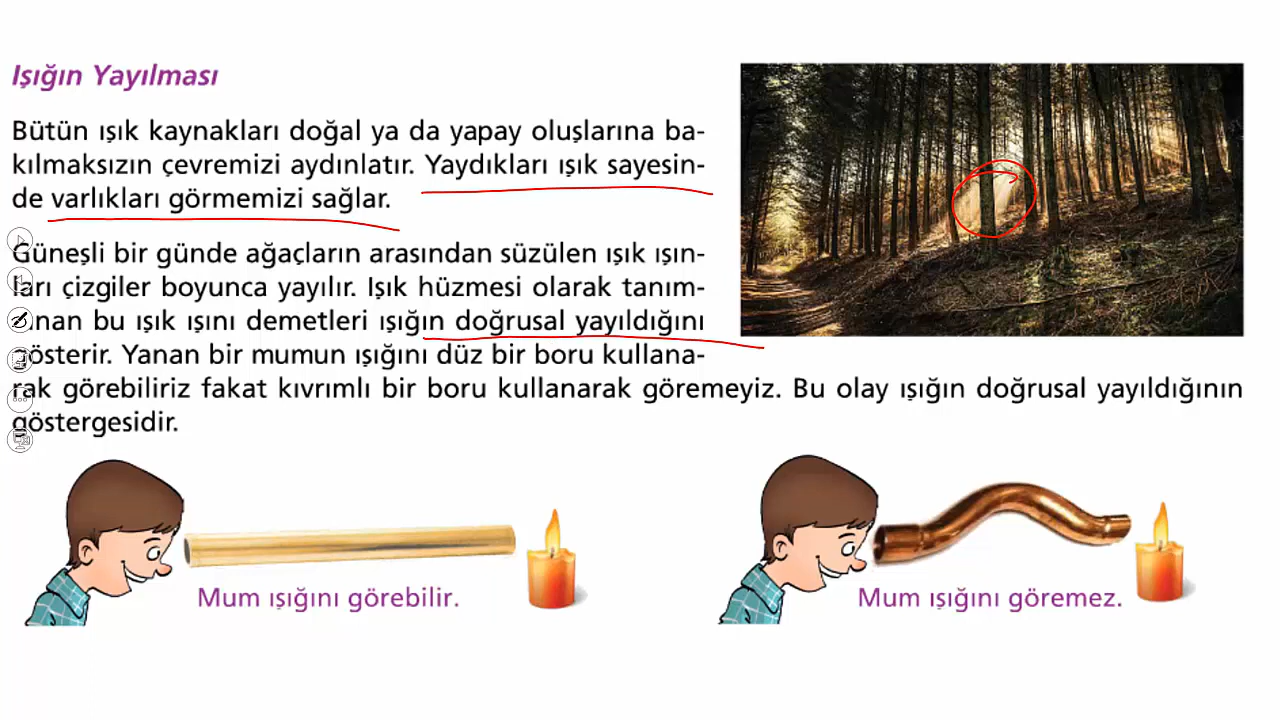 Işığın Yayılması
Bütün ışık kaynakları doğal ya da yapay oluşlarına ba-
kılmaksızın çevremizi aydınlatır. Yaydıkları ışık sayesin-
de varlıkları görmemizi sağlar.
Güneşli bir günde ağaçların arasından süzülen ışık ışın-
ları çizgiler boyunca yayılır. Işık hüzmesi olarak tanım-
lanan bu ışık ışını demetleri ışığın doğrusal yayıldığını
gösterir. Yanan bir mumun ışığını düz bir boru kullana-
rak görebiliriz fakat kıvrımlı bir boru kullanarak göremeyiz. Bu olay ışığın doğrusal yayıldığının
göstergesidir.
Mum ışığını görebilir.
Mum ışığını göremez.